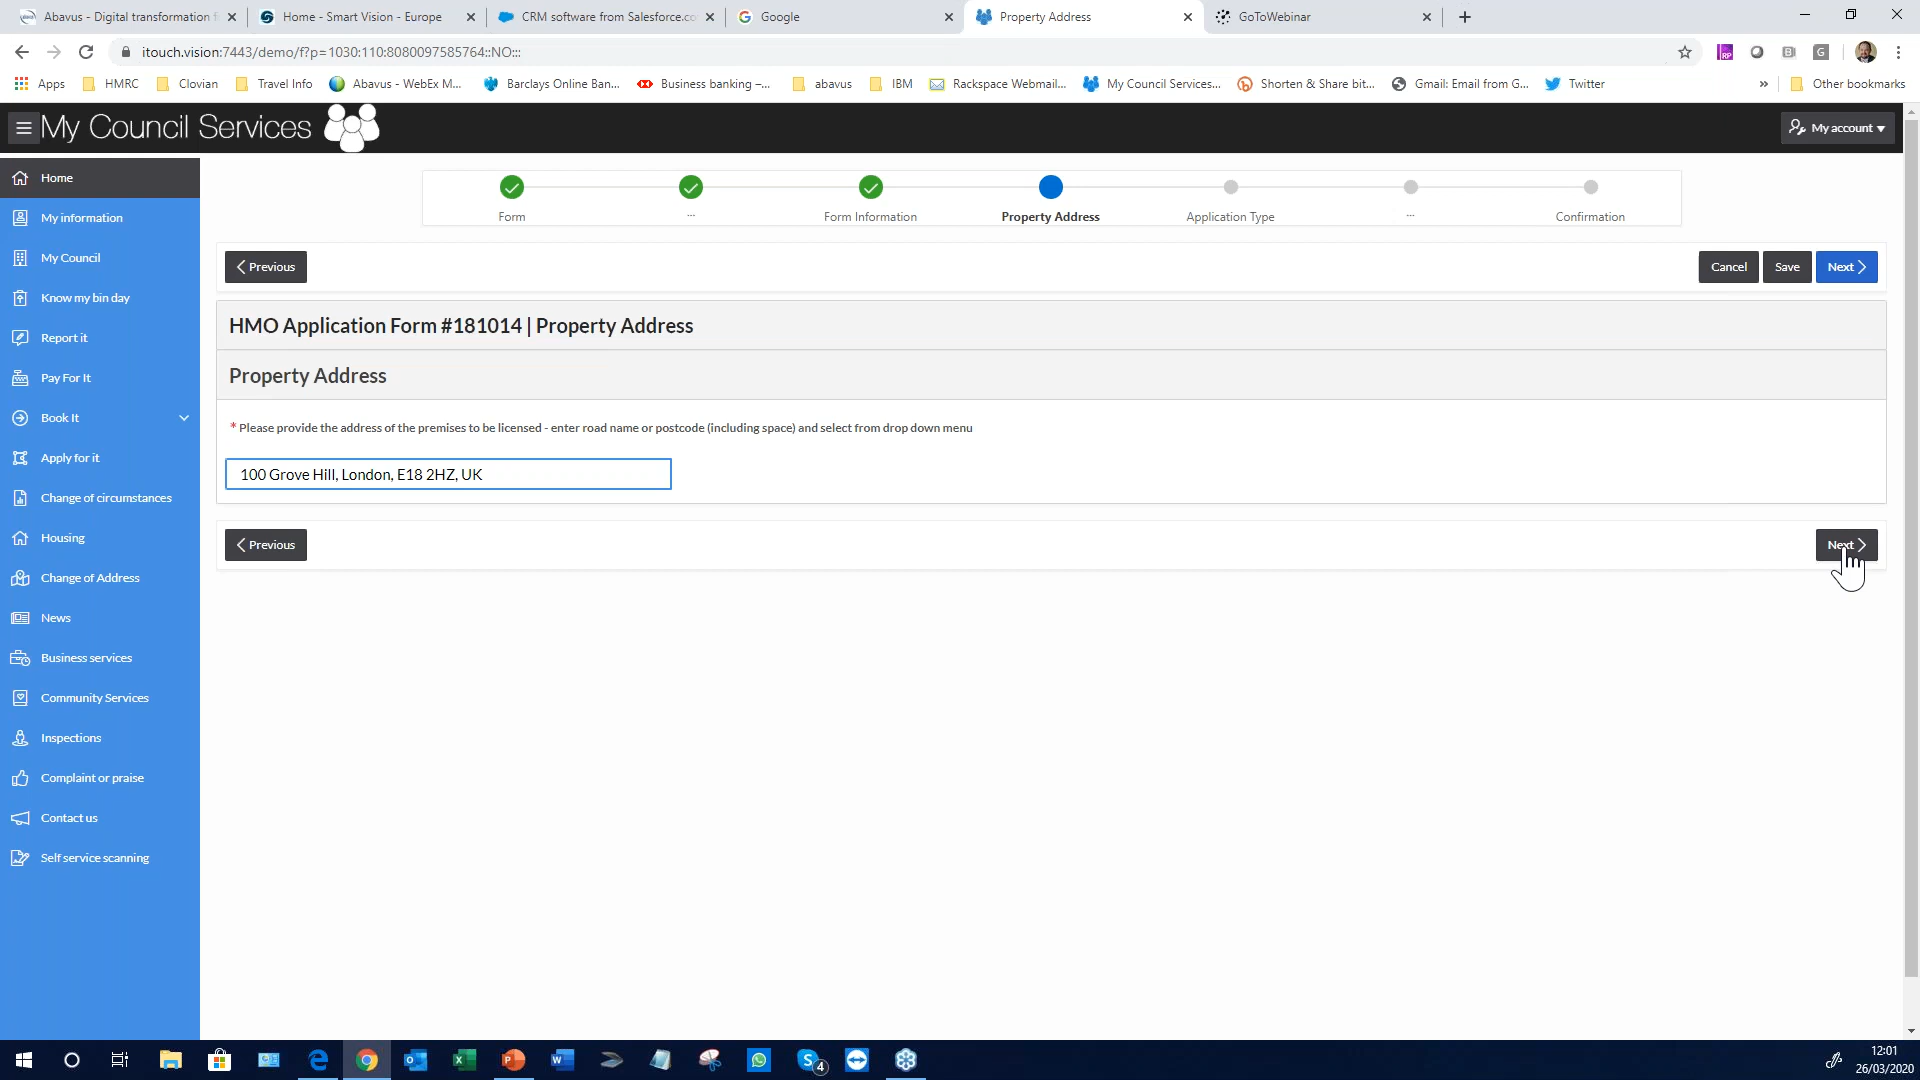 Abavus - Digital transformation f
Home - Smart Vision - Europe
CRM software from Salesforce.co
Google
Property Address
GoToWebinar
itouch.vision:7443/demo/f?p=1030:110:8080097585764::NO:::
Apps
HMRC
Clovian
Travel Info
Abavus - WebEx M...
Barclays Online Ban...
Business banking –...
abavus
IBM
Rackspace Webmail...
My Council Services...
Shorten & Share bit...
Gmail: Email from G...
Twitter
»
Other bookmarks
My Council Services
My account
Home
My information
My Council
Know my bin day
Report it
Pay For It
Book It
Apply for it
Change of circumstances
Housing
Change of Address
News
Business services
Community Services
Inspections
Complaint or praise
Contact us
Self service scanning
Form
...
Form Information
Property Address
Application Type
...
Confirmation
Previous
Cancel
Save
Next
HMO Application Form #181014 | Property Address
Property Address
* Please provide the address of the premises to be licensed - enter road name or postcode (including space) and select from drop down menu
100 Grove Hill, London, E18 2HZ, UK
Previous
Next
12:01
26/03/2020